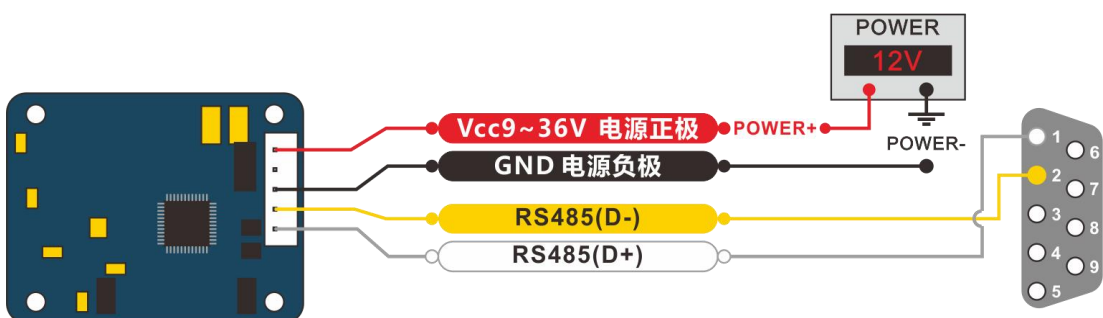 POWER
12V
Vcc9~36V 电源正极
POWER+
POWER-
GND 电源负极
RS485(D-)
RS485(D+)
1
6
2
7
3
8
4
9
5